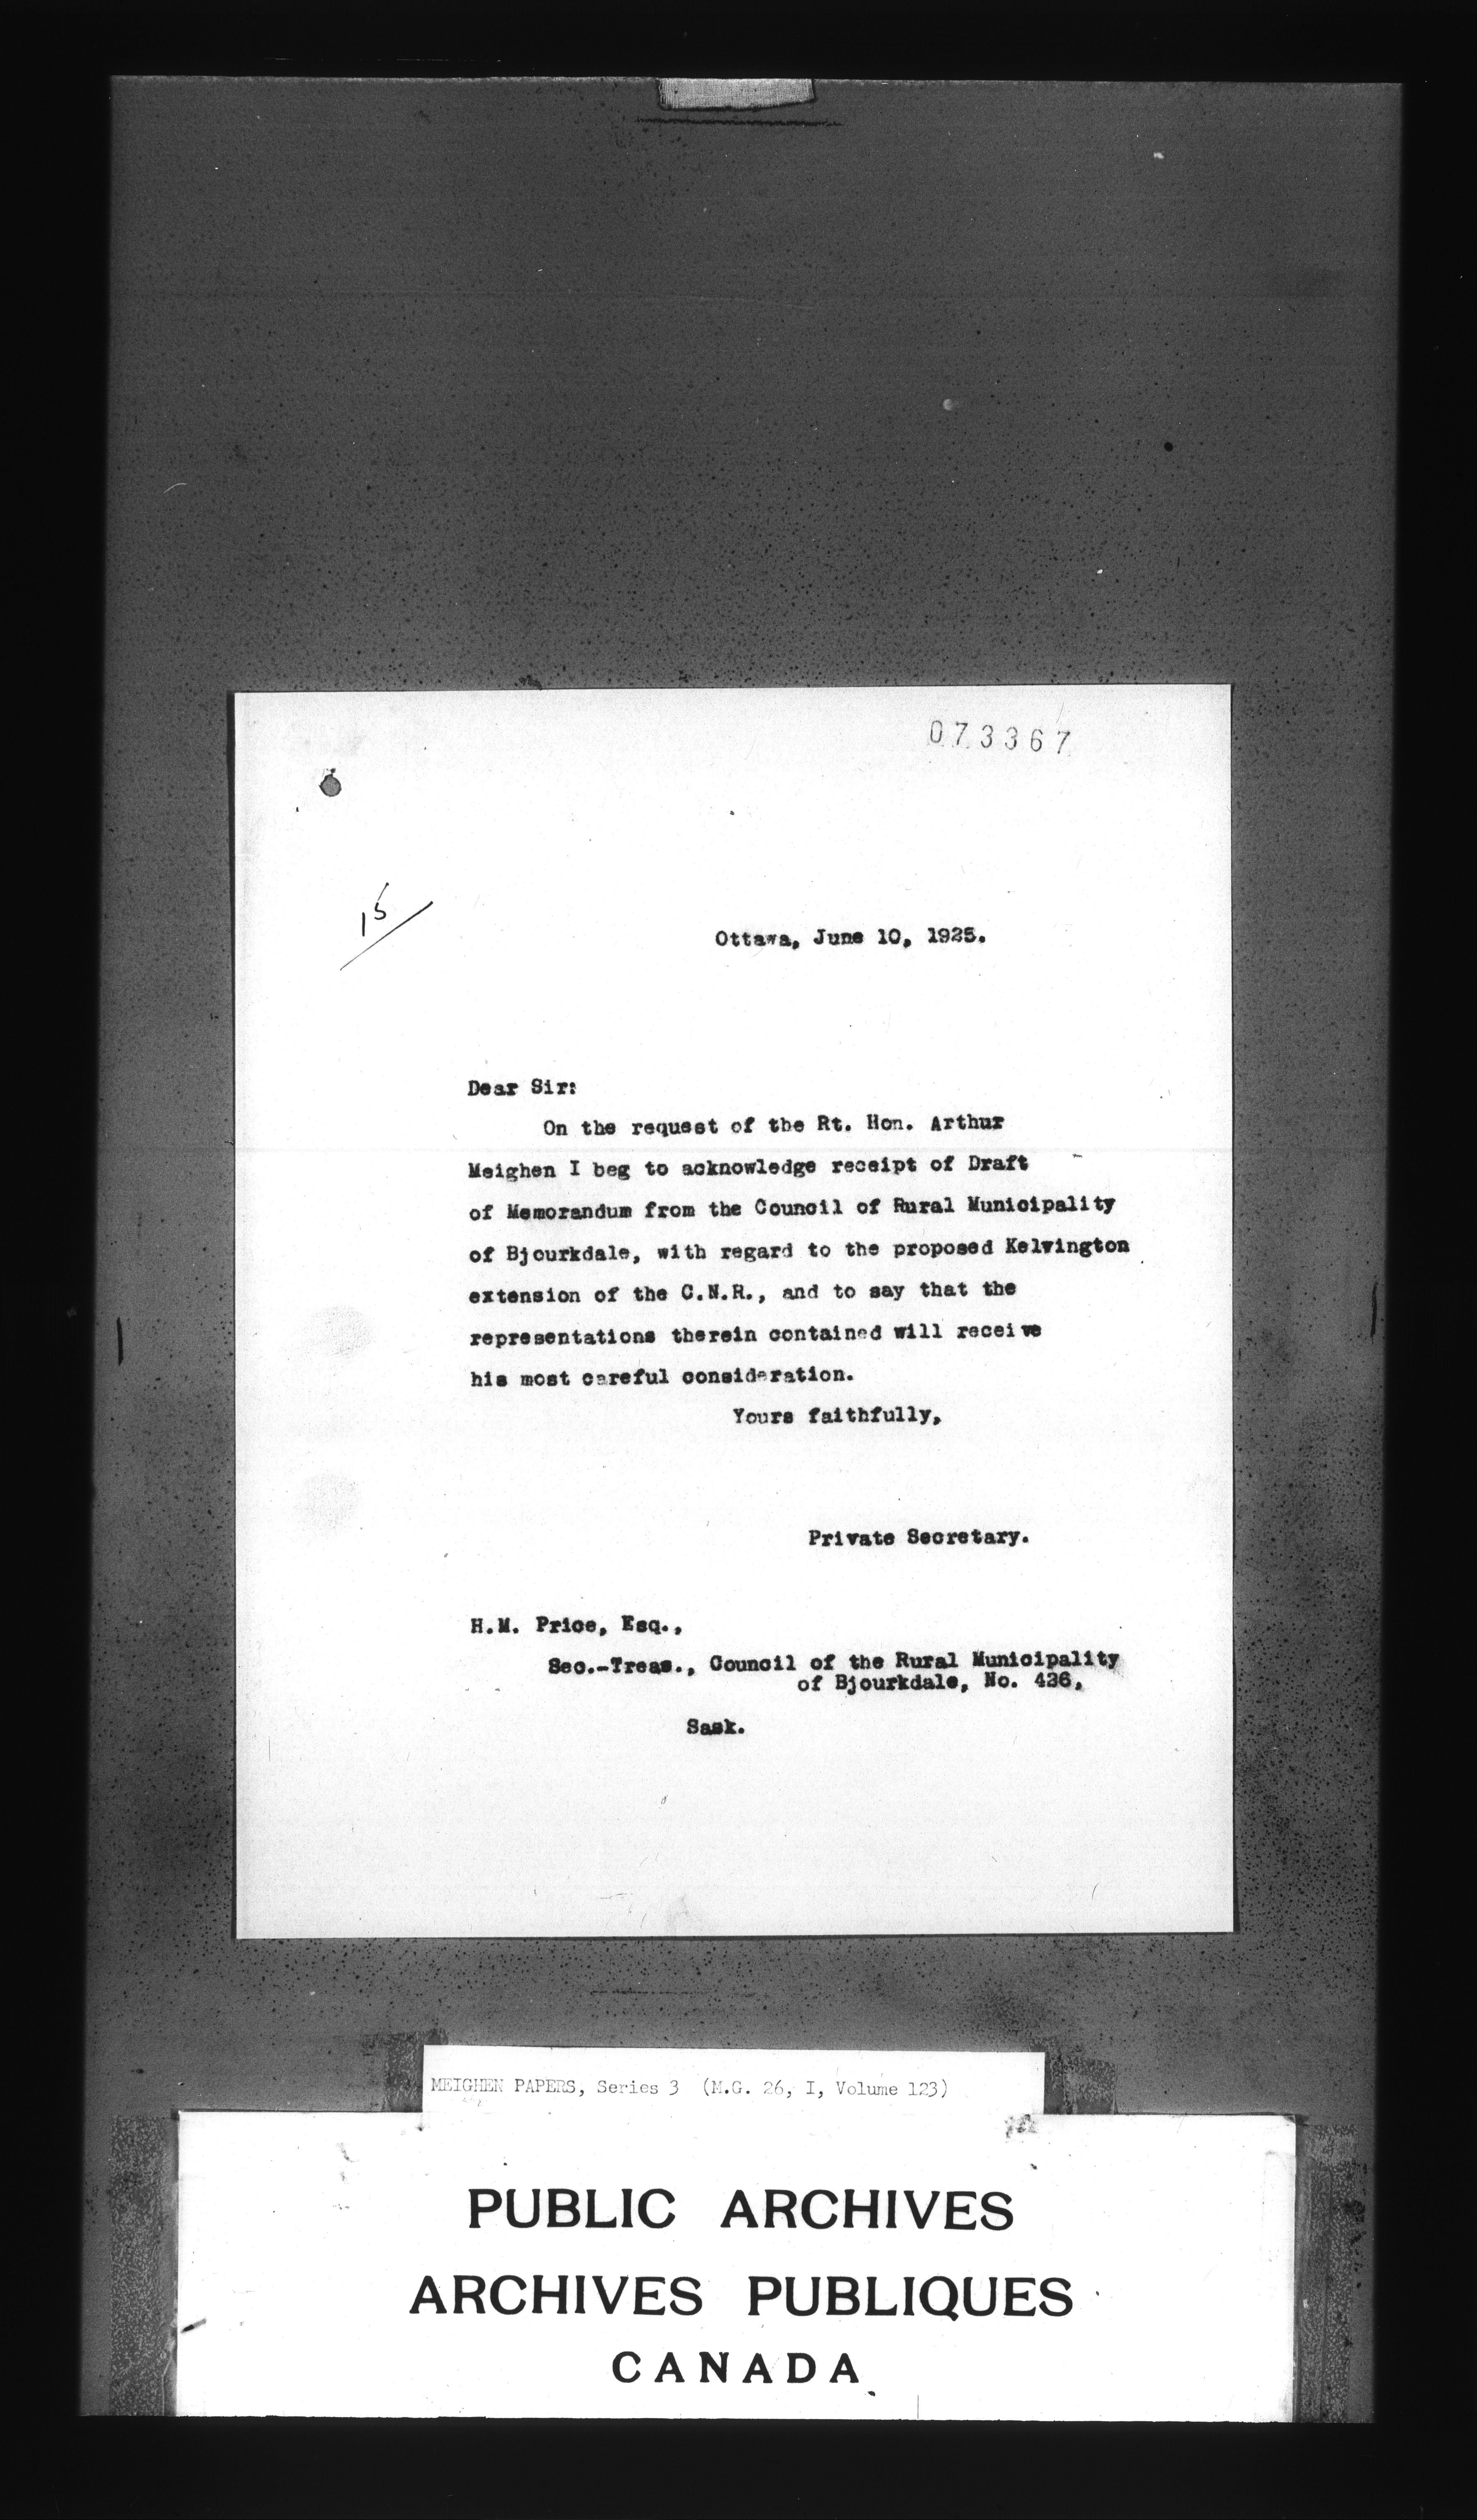 073367
15
Ottawa, June 10, 1925.
Dear Sir:
On the request of the Rt. Hon. Arthur
Meighen I beg to acknowledge receipt of Draft
of Memorandum from the Council of Rural Municipality
of Bjourkdale, with regard to the proposed Kelvington
extension of the C.N.R., and to say that the
representations therein contained will receive
his most careful consideration.
Yours faithfully,
Private Secretary.
H.M. Price, Esq.,
Sec.-Treas., Council of the Rural Municipality
of Bjourkdale, No. 426,
Sask.
MEIGHEN PAPERS, Series 3 (M.G. 26, I, Volume 123)
PUBLIC ARCHIVES
ARCHIVES PUBLIQUES
CANADA